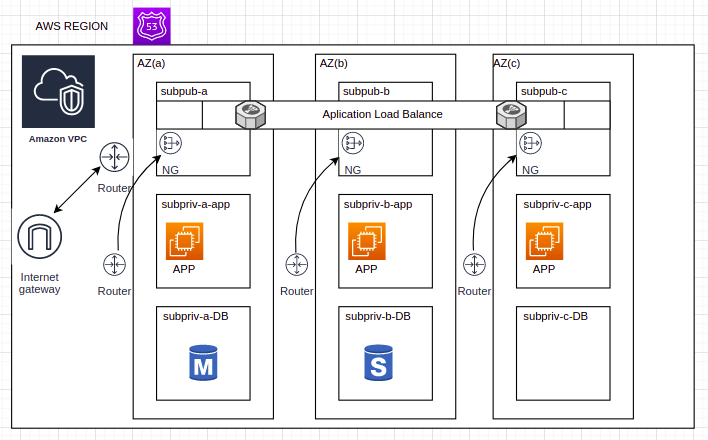 AWS REGION
53
AZ(a)
AZ(b)
AZ(c)
subpub-a
subpub-b
subpub-c
Aplication Load Balance
Amazon VPC
NG
NG
NG
Router
subpriv-a-app
subpriv-b-app
subpriv-c-app
APP
APP
APP
Internet
gateway
Router
Router
Router
subpriv-a-DB
subpriv-b-DB
subpriv-c-DB
M
S